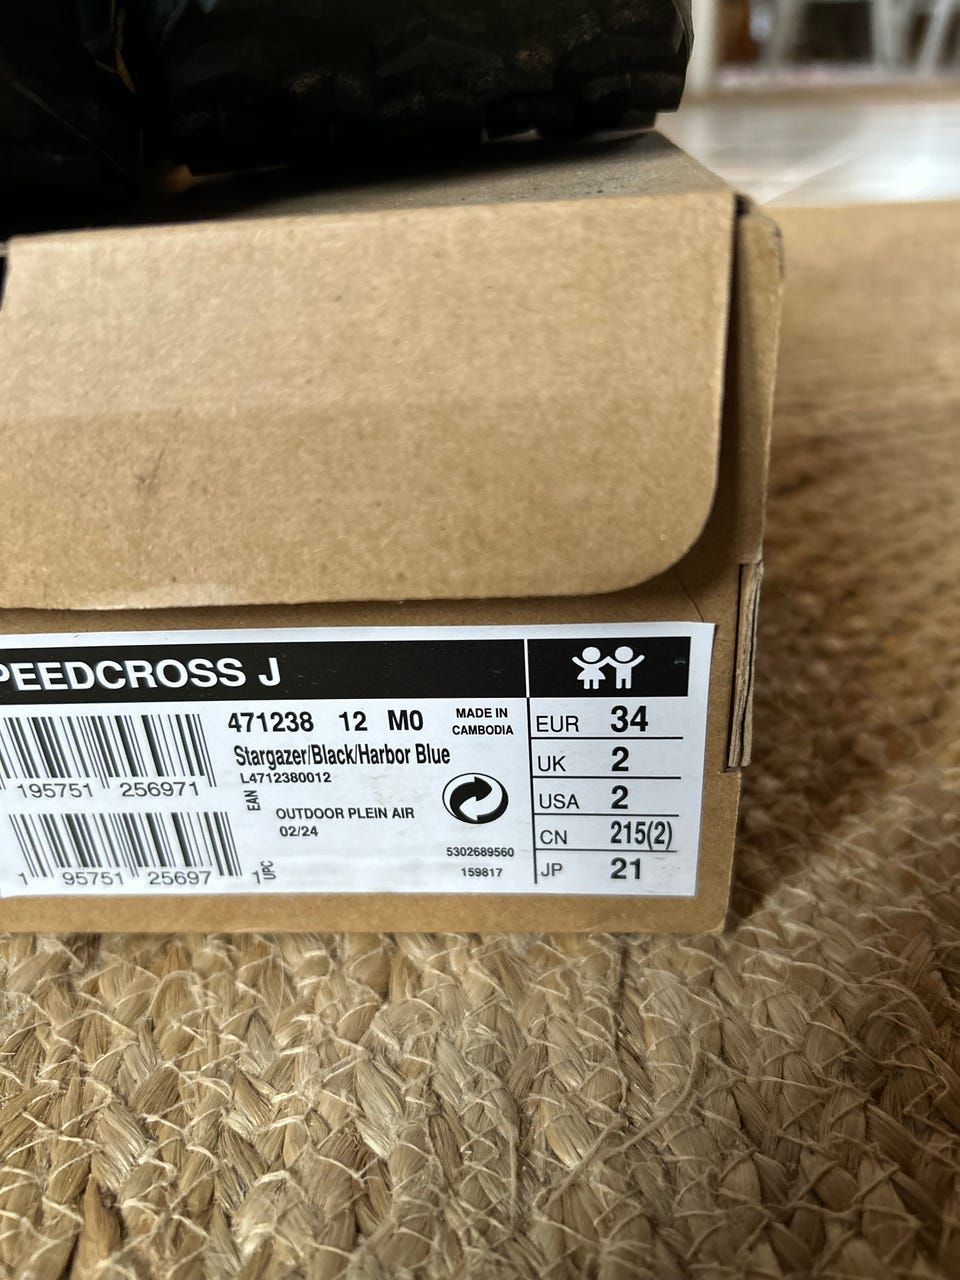 PEEDCROSS J
471238 12 M0
MADE IN
CAMBODIA
Stargazer/Black/Harbor Blue
L4712380012
195751 256971
EAN
OUTDOOR PLEIN AIR
02/24
5302689560
159817
1 95751 25697 1
UPC
EUR 34
UK 2
USA 2
CN 215(2)
JP 21